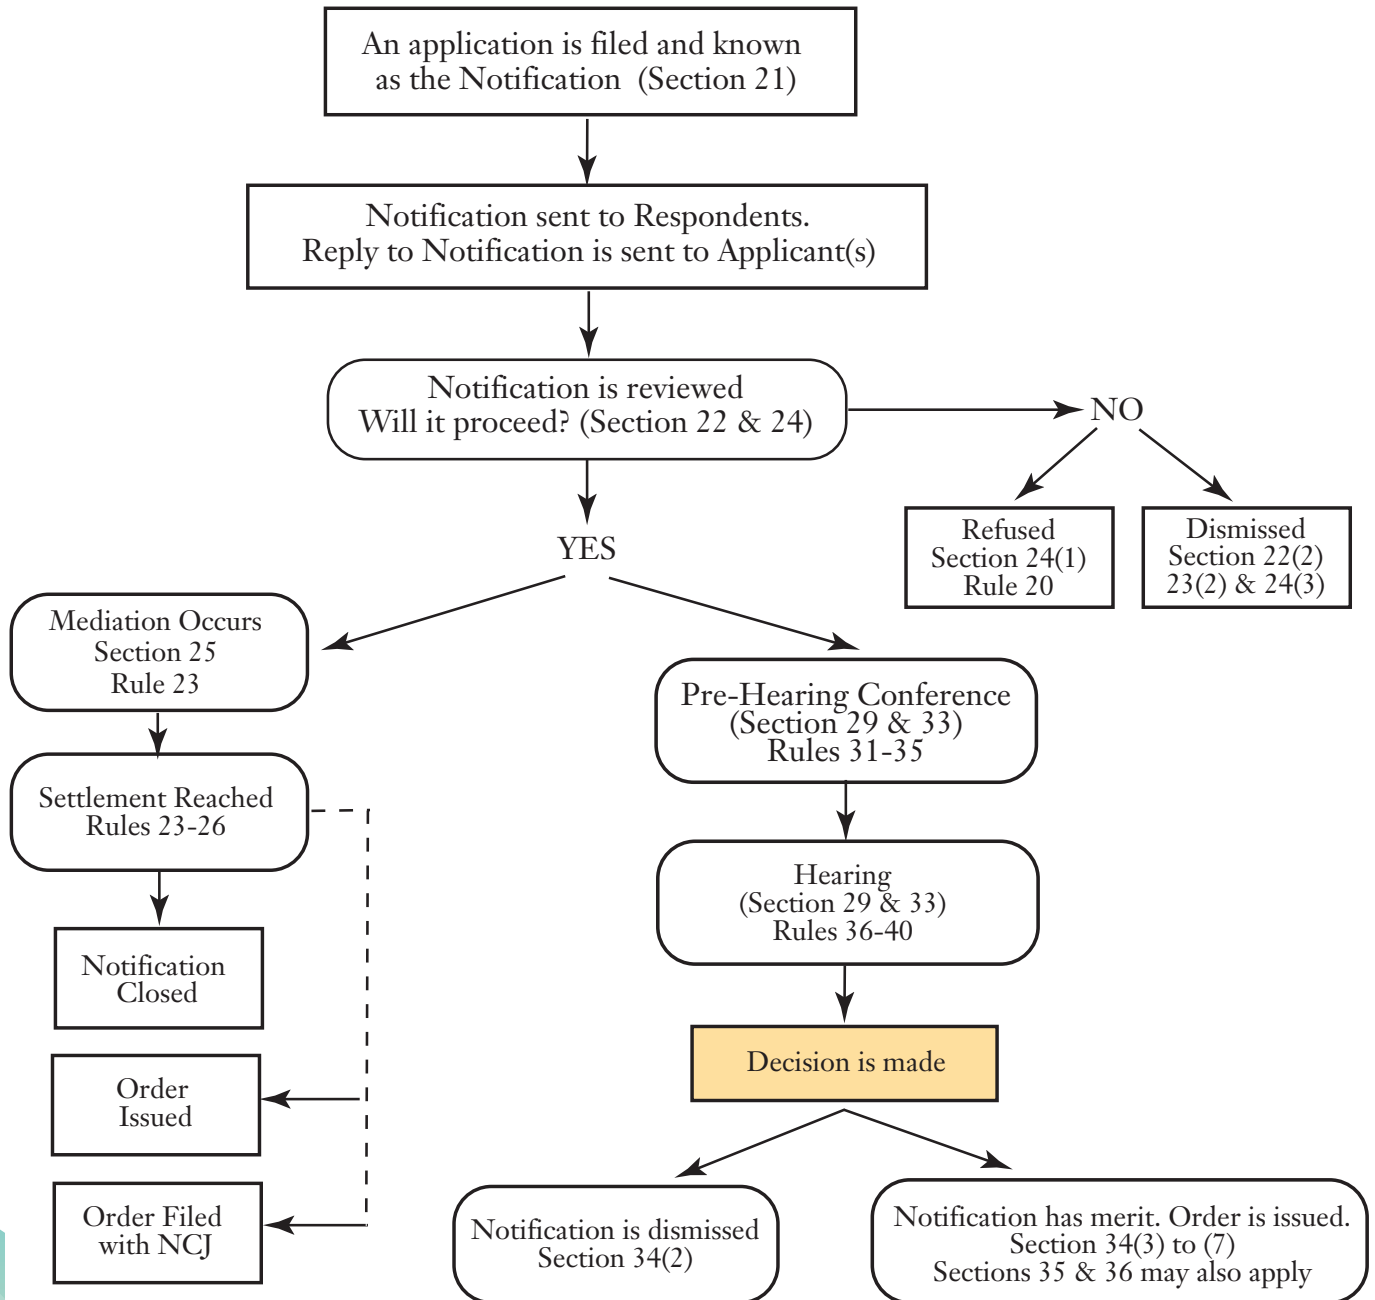 An application is filed and known
as the Notification (Section 21)
Notification sent to Respondents.
Reply to Notification is sent to Applicant(s)
Notification is reviewed
Will it proceed? (Section 22 & 24)
NO
Refused
Section 24(1)
Rule 20
Dismissed
Section 22(2)
23(2) & 24(3)
YES
Mediation Occurs
Section 25
Rule 23
Settlement Reached
Rules 23-26
Notification
Closed
Order
Issued
Order Filed
with NCJ
Pre-Hearing Conference
(Section 29 & 33)
Rules 31-35
Hearing
(Section 29 & 33)
Rules 36-40
Decision is made
Notification is dismissed
Section 34(2)
Notification has merit. Order is issued.
Section 34(3) to (7)
Sections 35 & 36 may also apply